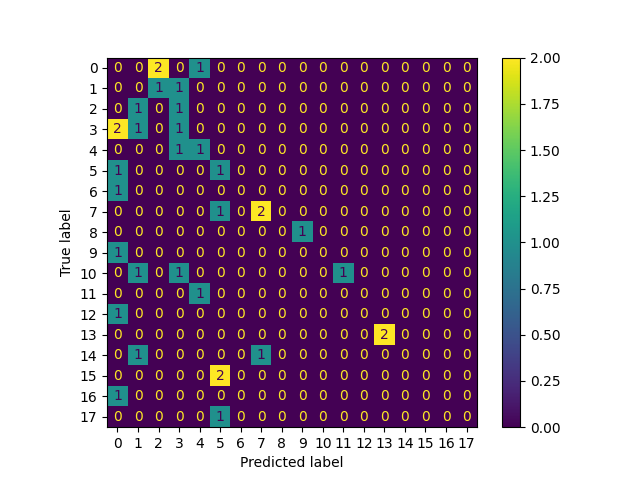 0 0 0 2 0 1 0 0 0 0 0 0 0 0 0 0 0 0 0
1 0 0 1 1 0 0 0 0 0 0 0 0 0 0 0 0 0 0
2 0 1 0 1 0 0 0 0 0 0 0 0 0 0 0 0 0 0
3 2 1 0 1 0 0 0 0 0 0 0 0 0 0 0 0 0 0
4 0 0 0 1 1 0 0 0 0 0 0 0 0 0 0 0 0 0
5 1 0 0 0 0 1 0 0 0 0 0 0 0 0 0 0 0 0
6 1 0 0 0 0 0 0 0 0 0 0 0 0 0 0 0 0 0
7 0 0 0 0 0 1 0 2 0 0 0 0 0 0 0 0 0 0
8 0 0 0 0 0 0 0 0 0 1 0 0 0 0 0 0 0 0
9 1 0 0 0 0 0 0 0 0 0 0 0 0 0 0 0 0 0
10 0 1 0 1 0 0 0 0 0 0 0 1 0 0 0 0 0 0
11 0 0 0 0 1 0 0 0 0 0 0 0 0 0 0 0 0 0
12 1 0 0 0 0 0 0 0 0 0 0 0 0 0 0 0 0 0
13 0 0 0 0 0 0 0 0 0 0 0 0 0 2 0 0 0 0
14 0 1 0 0 0 0 0 1 0 0 0 0 0 0 0 0 0 0
15 0 0 0 0 0 2 0 0 0 0 0 0 0 0 0 0 0 0
16 1 0 0 0 0 0 0 0 0 0 0 0 0 0 0 0 0 0
17 0 0 0 0 0 1 0 0 0 0 0 0 0 0 0 0 0 0
0 1 2 3 4 5 6 7 8 9 10 11 12 13 14 15 16 17
Predicted label
True label
2.00
1.75
1.50
1.25
1.00
0.75
0.50
0.25
0.00